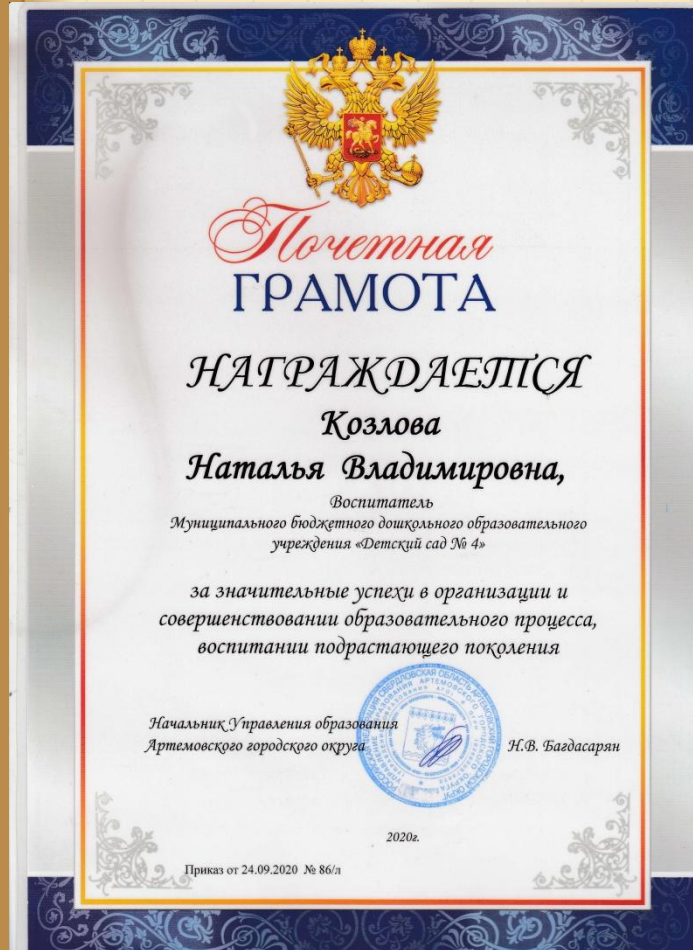 Почетная
ГРАМОТА
НАГРАЖДАЕТСЯ
Козлова
Наталья Владимировна,
Воспитатель
Муниципального бюджетного дошкольного образовательного
учреждения «Детский сад № 4»
за значительные успехи в организации и
совершенствовании образовательного процесса,
воспитании подрастающего поколения
Начальник Управления образования
Артемовского городского округа
Н.В. Багдасарян
2020г.
Приказ от 24.09.2020 № 86/л